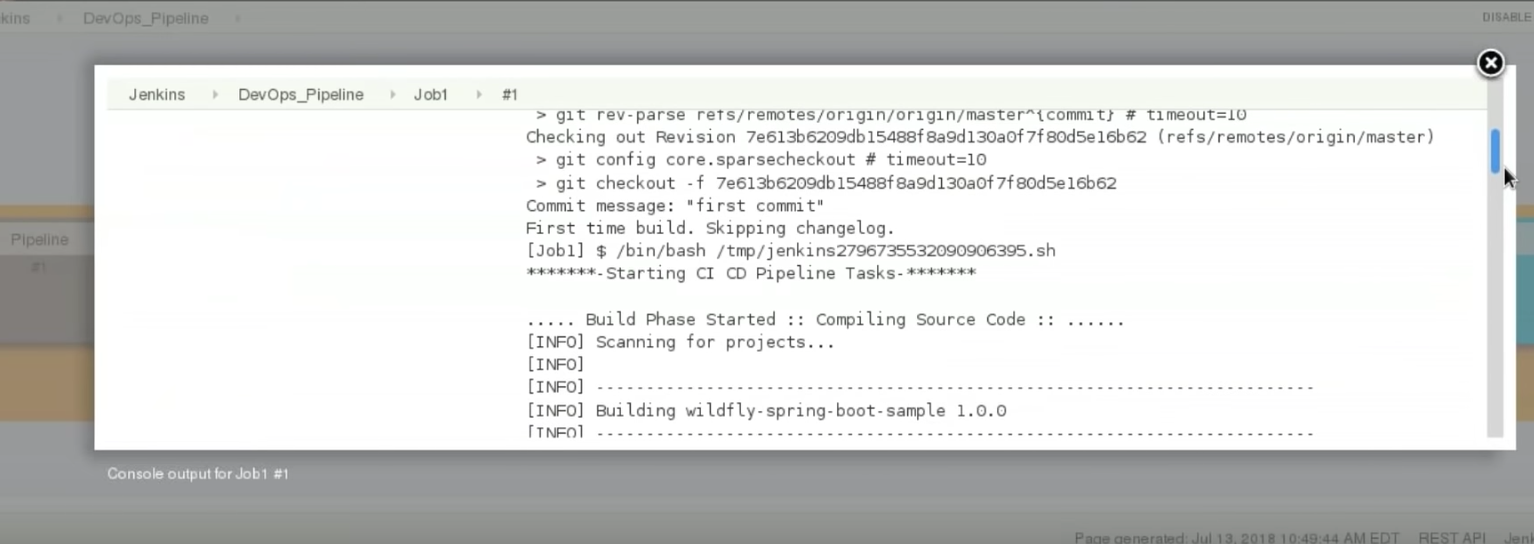 kins DevOps_Pipeline DISABLE
Jenkins DevOps_Pipeline Job1 #1
> git rev-parse refs/remotes/origin/origin/master^{commit} # timeout=10
Checking out Revision 7e613b6209db15488f8a9d130a0f7f80d5e16b62 (refs/remotes/origin/master)
> git config core.sparsecheckout # timeout=10
> git checkout -f 7e613b6209db15488f8a9d130a0f7f80d5e16b62
Commit message: "first commit"
First time build. Skipping changelog.
[Job1] $ /bin/bash /tmp/jenkins2796735532090906395.sh
*******-Starting CI CD Pipeline Tasks-*******
..... Build Phase Started :: Compiling Source Code :: ......
[INFO] Scanning for projects...
[INFO]
[INFO] ------------------------------------------------------------------------
[INFO] Building wildfly-spring-boot-sample 1.0.0
[INFO] ------------------------------------------------------------------------
Pipeline
#1
Console output for Job1 #1
Page generated: Jul 13, 2018 10:49:44 AM EDT REST API Jen